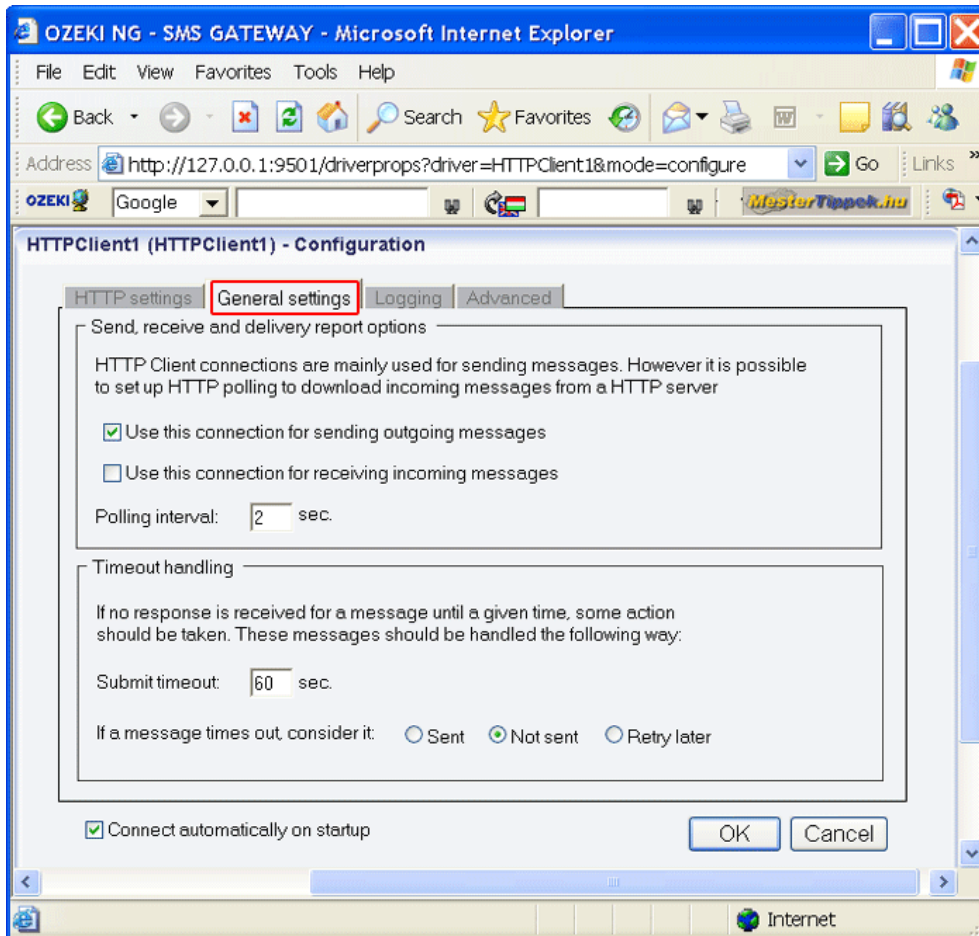 OZEKI NG - SMS GATEWAY - Microsoft Internet Explorer
File Edit View Favorites Tools Help
Back Search Favorites
Address http://127.0.0.1:9501/driverprops?driver=HTTPClient1&mode=configure Go Links »
OZEKI Google MesterTippek.hu
HTTPClient1 (HTTPClient1) - Configuration
HTTP settings General settings Logging Advanced
Send, receive and delivery report options
HTTP Client connections are mainly used for sending messages. However it is possible
to set up HTTP polling to download incoming messages from a HTTP server
Use this connection for sending outgoing messages
Use this connection for receiving incoming messages
Polling interval: 2 sec.
Timeout handling
If no response is received for a message until a given time, some action
should be taken. These messages should be handled the following way:
Submit timeout: 60 sec.
If a message times out, consider it: Sent Not sent Retry later
Connect automatically on startup OK Cancel
Internet